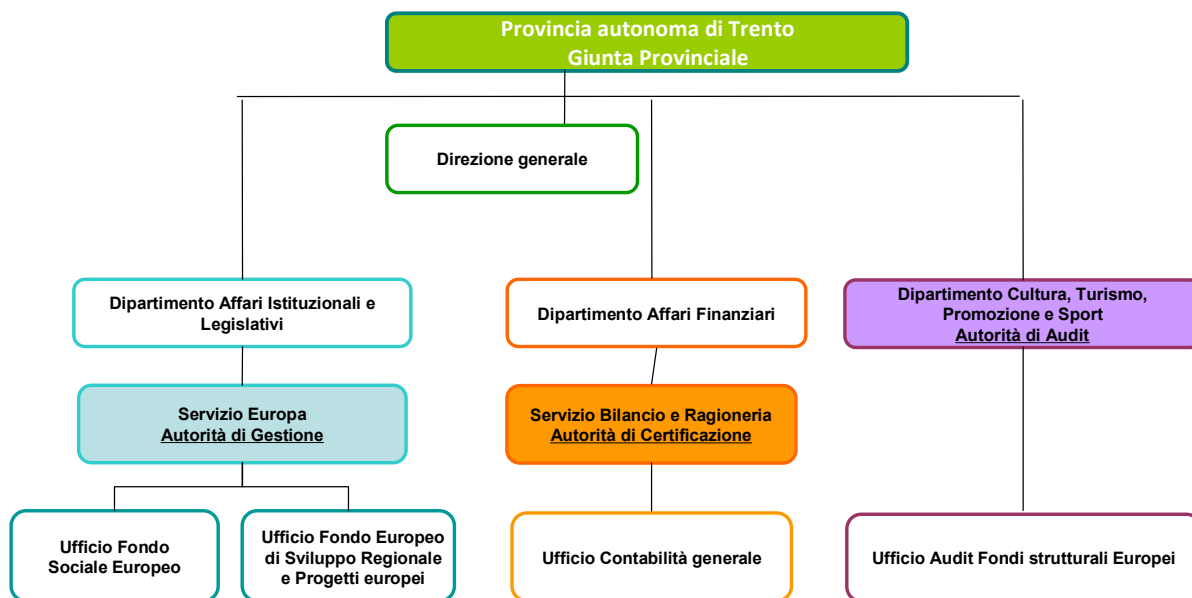 Provincia autonoma di Trento
Giunta Provinciale
Direzione generale
Dipartimento Affari Istituzionali e
Legislativi
Dipartimento Affari Finanziari
Dipartimento Cultura, Turismo,
Promozione e Sport
Autorità di Audit
Servizio Europa
Autorità di Gestione
Servizio Bilancio e Ragioneria
Autorità di Certificazione
Ufficio Fondo
Sociale Europeo
Ufficio Fondo Europeo
di Sviluppo Regionale
e Progetti europei
Ufficio Contabilità generale
Ufficio Audit Fondi strutturali Europei